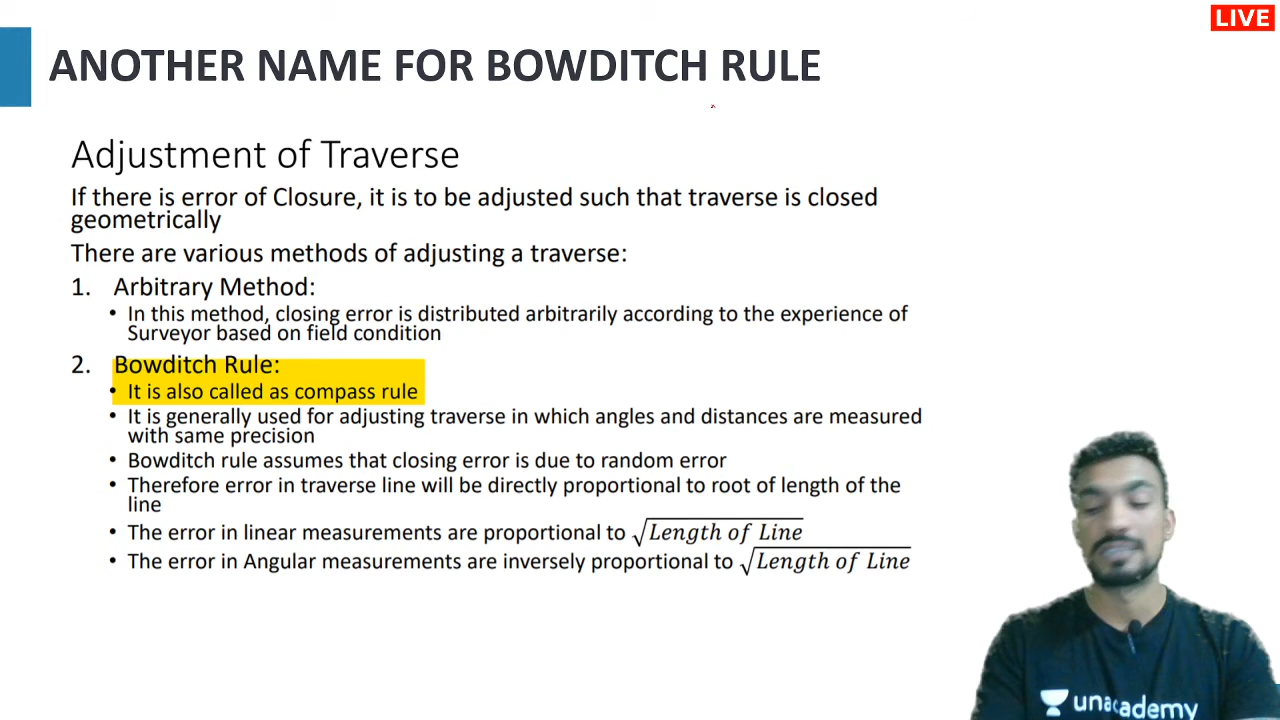 LIVE
ANOTHER NAME FOR BOWDITCH RULE
Adjustment of Traverse
If there is error of Closure, it is to be adjusted such that traverse is closed
geometrically
There are various methods of adjusting a traverse:
1. Arbitrary Method:
• In this method, closing error is distributed arbitrarily according to the experience of
Surveyor based on field condition
2. Bowditch Rule:
• It is also called as compass rule
• It is generally used for adjusting traverse in which angles and distances are measured
with same precision
• Bowditch rule assumes that closing error is due to random error
• Therefore error in traverse line will be directly proportional to root of length of the
line
• The error in linear measurements are proportional to √Length of Line
• The error in Angular measurements are inversely proportional to √Length of Line
unacademy